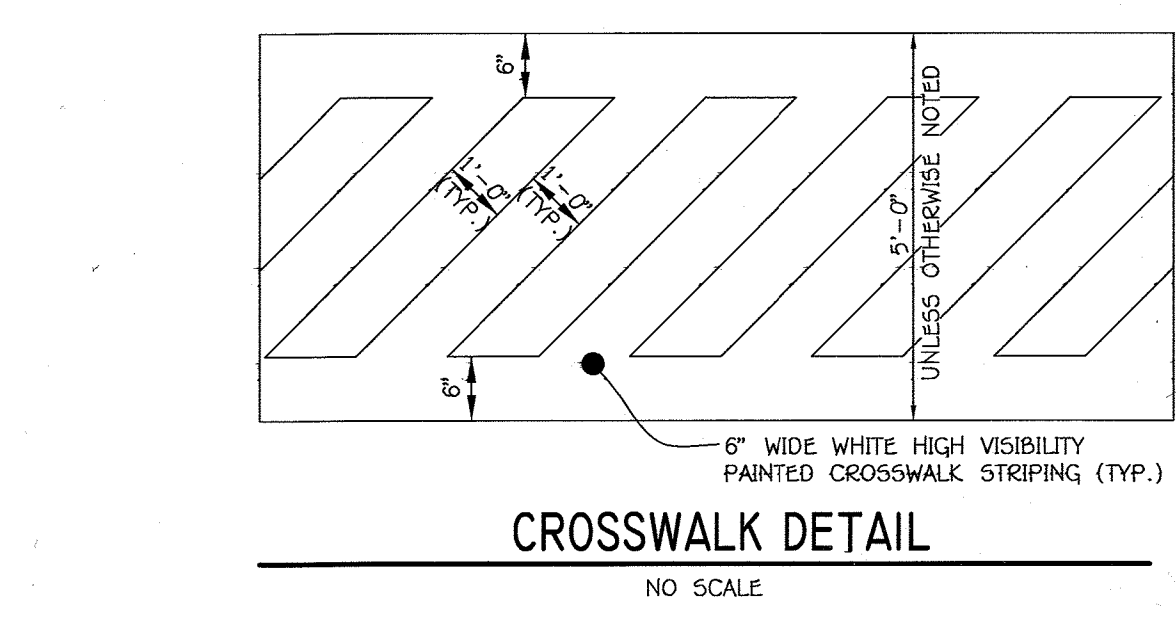 6"
1'-0"
(TYP.)
1'-0"
(TYP.)
5'-0"
UNLESS OTHERWISE NOTED
6"
6" WIDE WHITE HIGH VISIBILITY
PAINTED CROSSWALK STRIPING (TYP.)
CROSSWALK DETAIL
NO SCALE